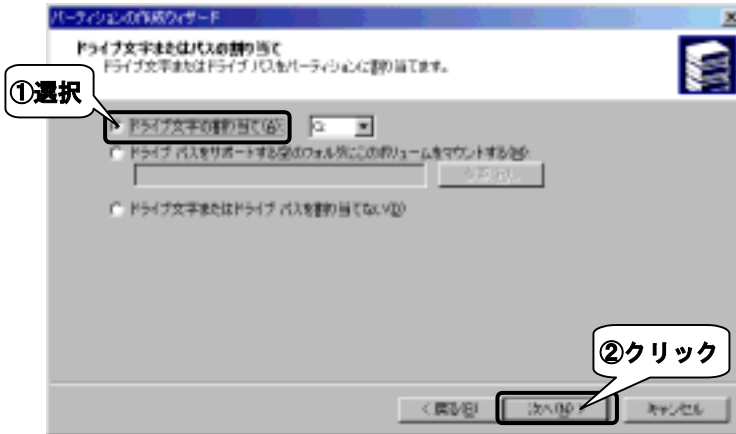 パーティションの作成ウィザード
ドライブ文字またはパスの割り当て
ドライブ文字またはドライブ パスをパーティションに割り当てます。
①選択
ドライブ文字の割り当て(A):
ドライブ パスをサポートする空のフォルダにこのボリュームをマウントする(M):
ドライブ文字またはドライブ パスを割り当てない(D)
②クリック
< 戻る(B)
次へ(N) >
キャンセル